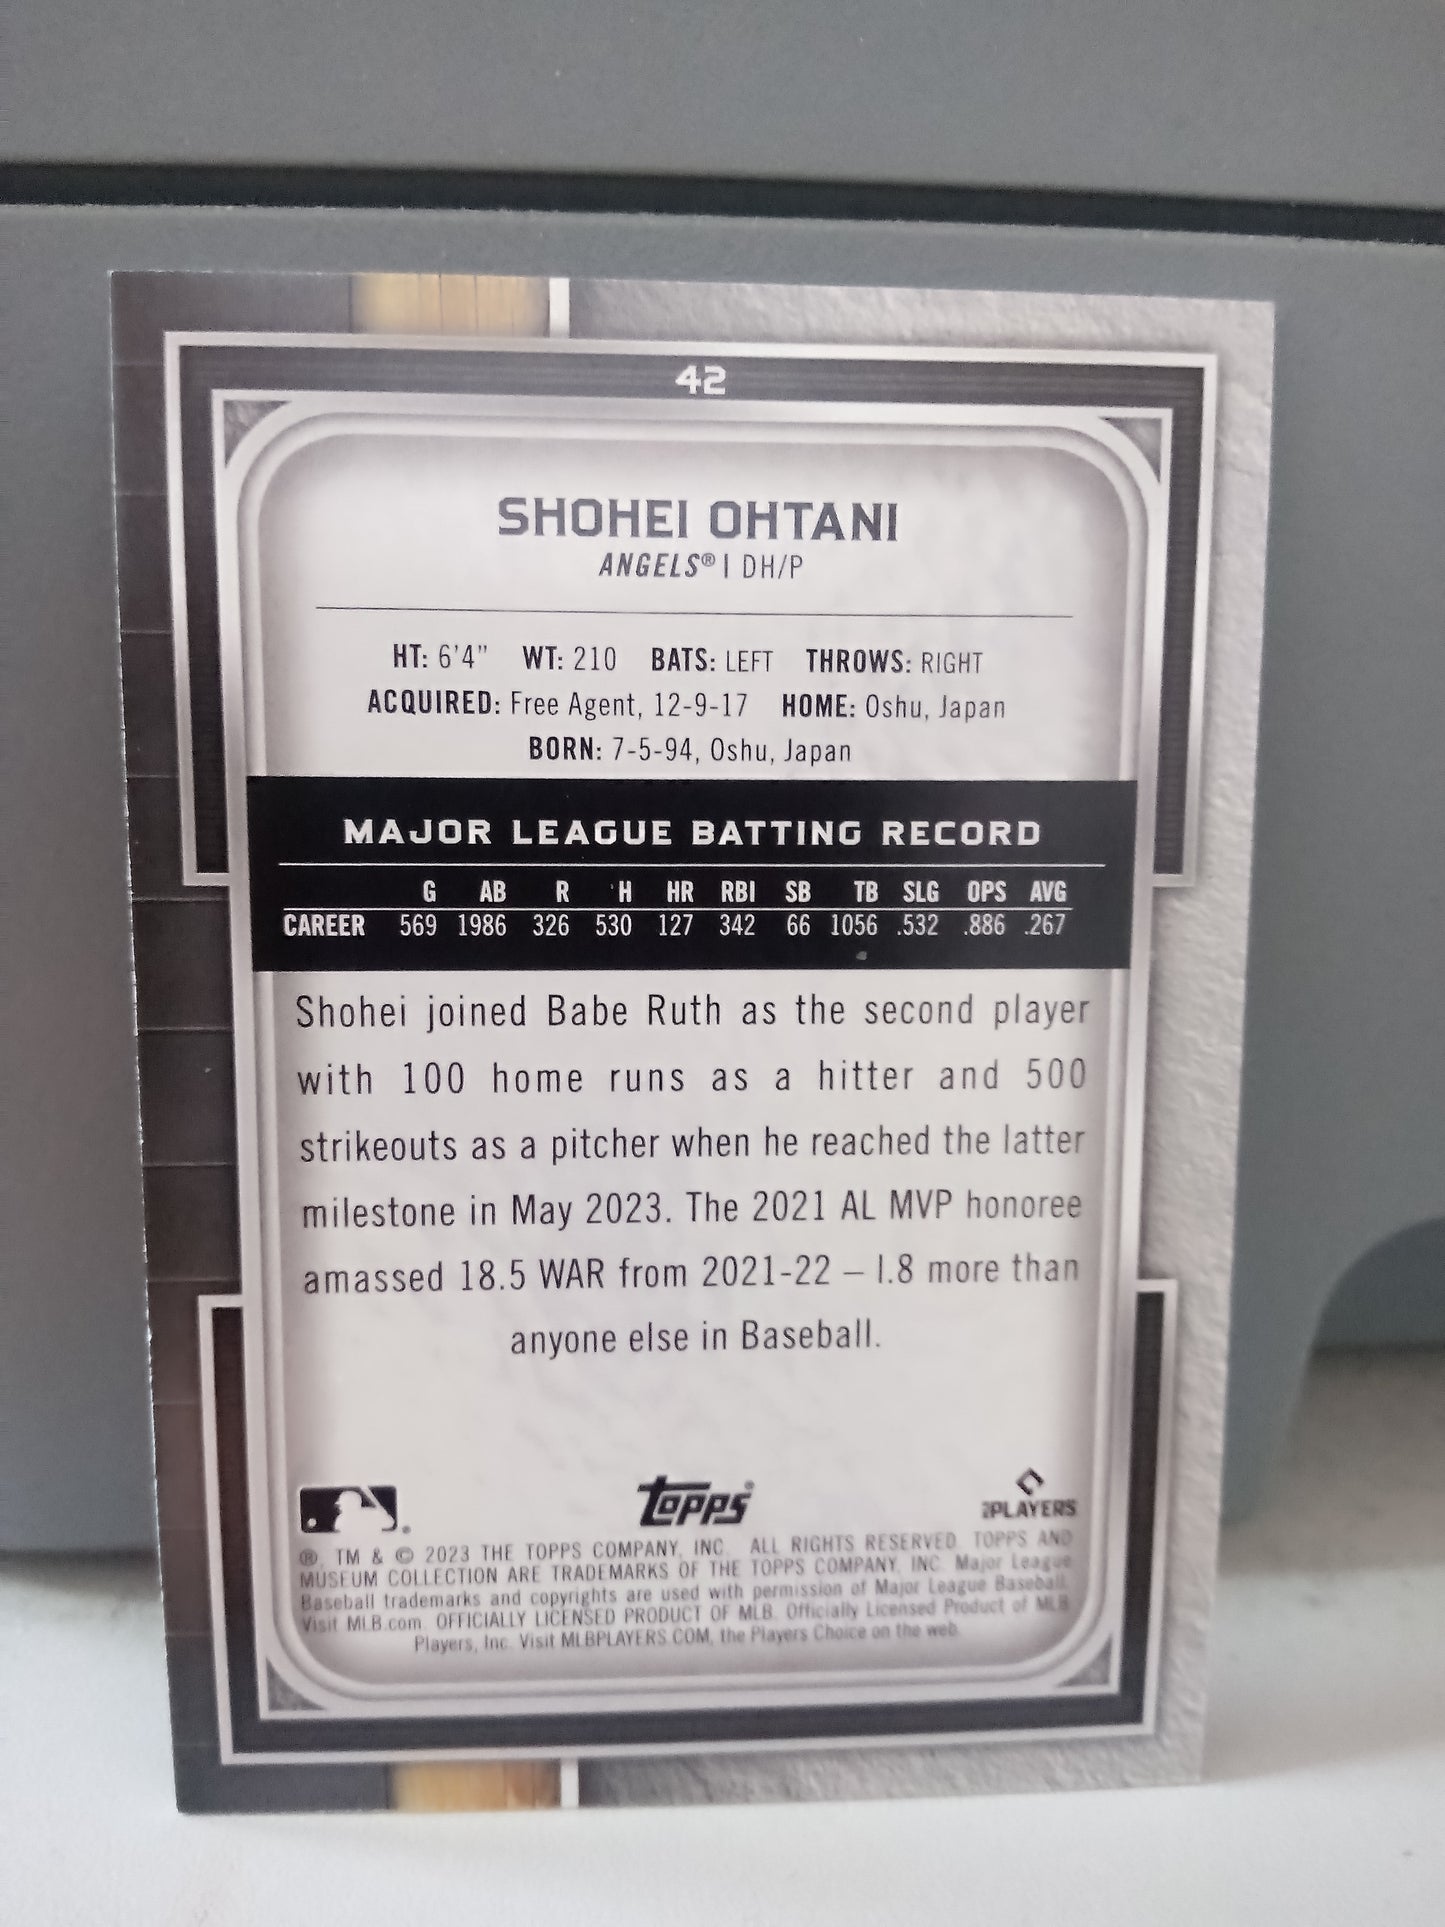 42
SHOHEI OHTANI
ANGELS® | DH/P
HT: 6'4" WT: 210 BATS: LEFT THROWS: RIGHT
ACQUIRED: Free Agent, 12-9-17 HOME: Oshu, Japan
BORN: 7-5-94, Oshu, Japan
MAJOR LEAGUE BATTING RECORD
G AB R H HR RBI SB TB SLG OPS AVG
CAREER 569 1986 326 530 127 342 66 1056 .532 .886 .267
Shohei joined Babe Ruth as the second player
with 100 home runs as a hitter and 500
strikeouts as a pitcher when he reached the latter
milestone in May 2023. The 2021 AL MVP honoree
amassed 18.5 WAR from 2021-22 – 1.8 more than
anyone else in Baseball.
topps®
PLAYERS
®, TM & © 2023 THE TOPPS COMPANY, INC. ALL RIGHTS RESERVED. TOPPS AND
MUSEUM COLLECTION ARE TRADEMARKS OF THE TOPPS COMPANY, INC. Major League
Baseball trademarks and copyrights are used with permission of Major League Baseball.
Visit MLB.com. OFFICIALLY LICENSED PRODUCT OF MLB. Officially Licensed Product of MLB
Players, Inc. Visit MLBPLAYERS.COM, the Players Choice on the web.